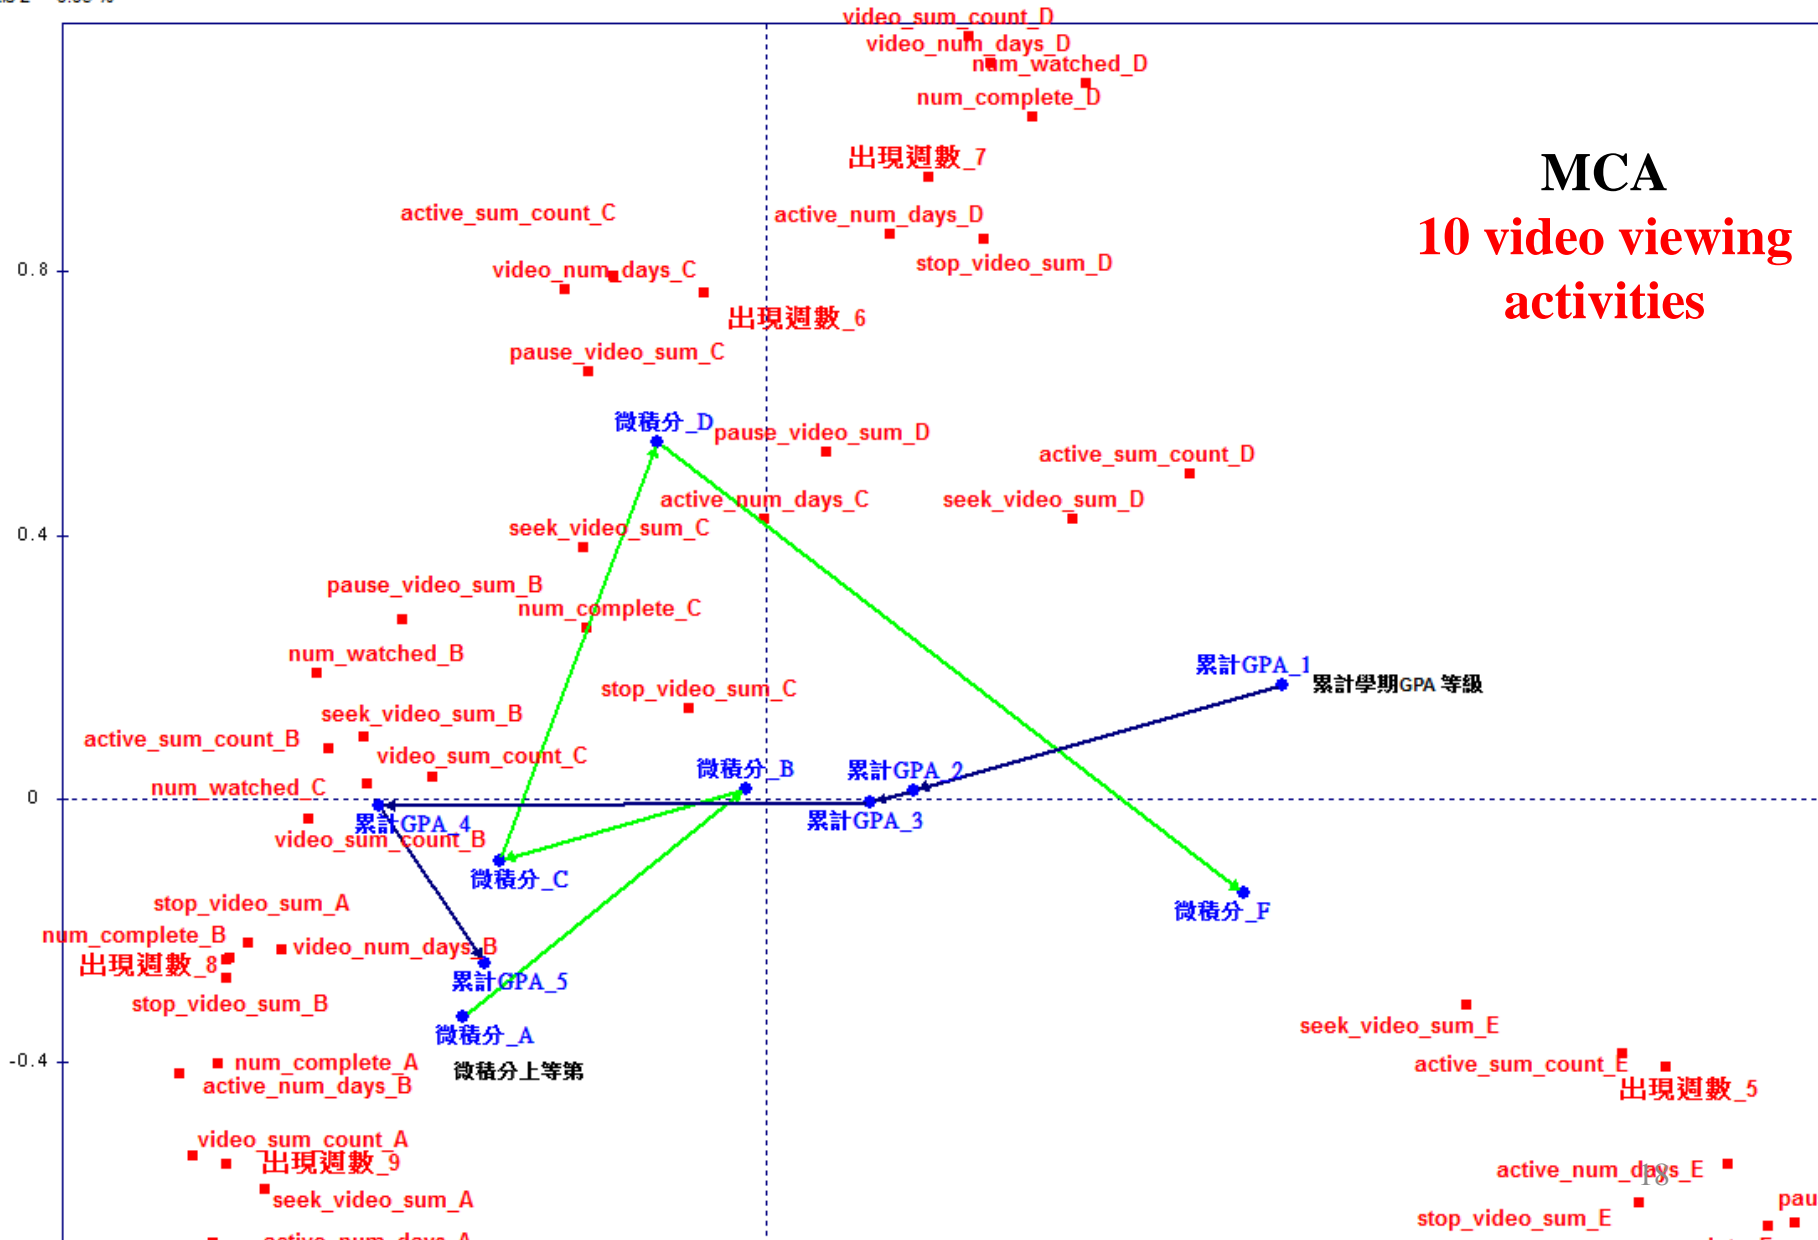 video_sum_count_D
video_num_days_D
num_watched_D
num_complete_D
出現週數_7
MCA
10 video viewing
activities
active_sum_count_C
active_num_days_D
stop_video_sum_D
0.8
video_num_days_C
出現週數_6
pause_video_sum_C
微積分_D
pause_video_sum_D
active_sum_count_D
active_num_days_C
seek_video_sum_D
0.4
seek_video_sum_C
pause_video_sum_B
num_complete_C
num_watched_B
累計GPA_1
累計學期GPA 等級
stop_video_sum_C
seek_video_sum_B
active_sum_count_B
video_sum_count_C
微積分_B
累計GPA_2
num_watched_C
0
累計GPA_4
累計GPA_3
video_sum_count_B
微積分_C
stop_video_sum_A
微積分_F
num_complete_B
video_num_days_B
出現週數_8
累計GPA_5
stop_video_sum_B
微積分_A
seek_video_sum_E
-0.4
num_complete_A
微積分上等第
active_sum_count_E
active_num_days_B
出現週數_5
video_sum_count_A
出現週數_9
active_num_days_E
18
seek_video_sum_A
pau
stop_video_sum_E
active_num_days_A